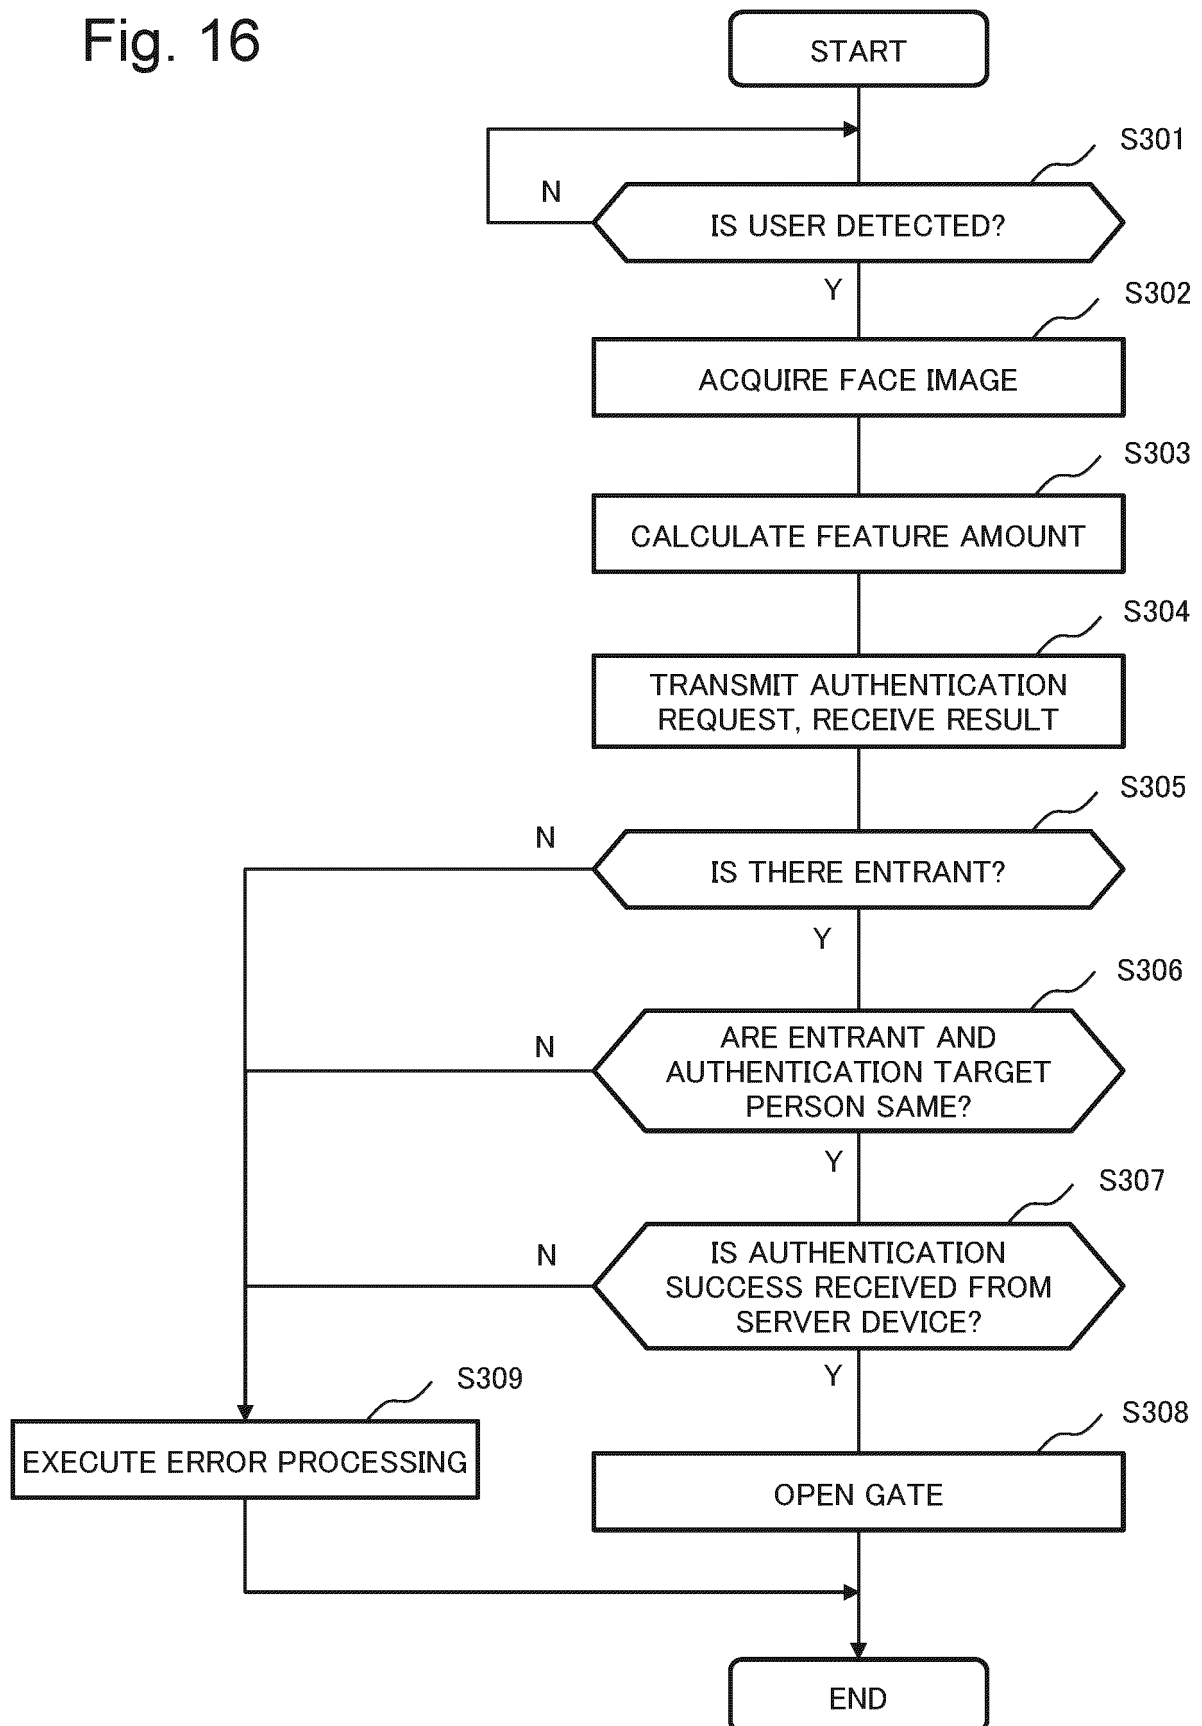 Fig. 16
START
S301
N
IS USER DETECTED?
Y
S302
ACQUIRE FACE IMAGE
S303
CALCULATE FEATURE AMOUNT
S304
TRANSMIT AUTHENTICATION
REQUEST, RECEIVE RESULT
S305
N
IS THERE ENTRANT?
Y
S306
N
ARE ENTRANT AND
AUTHENTICATION TARGET
PERSON SAME?
Y
S307
N
IS AUTHENTICATION
SUCCESS RECEIVED FROM
SERVER DEVICE?
Y
S309
EXECUTE ERROR PROCESSING
S308
OPEN GATE
END